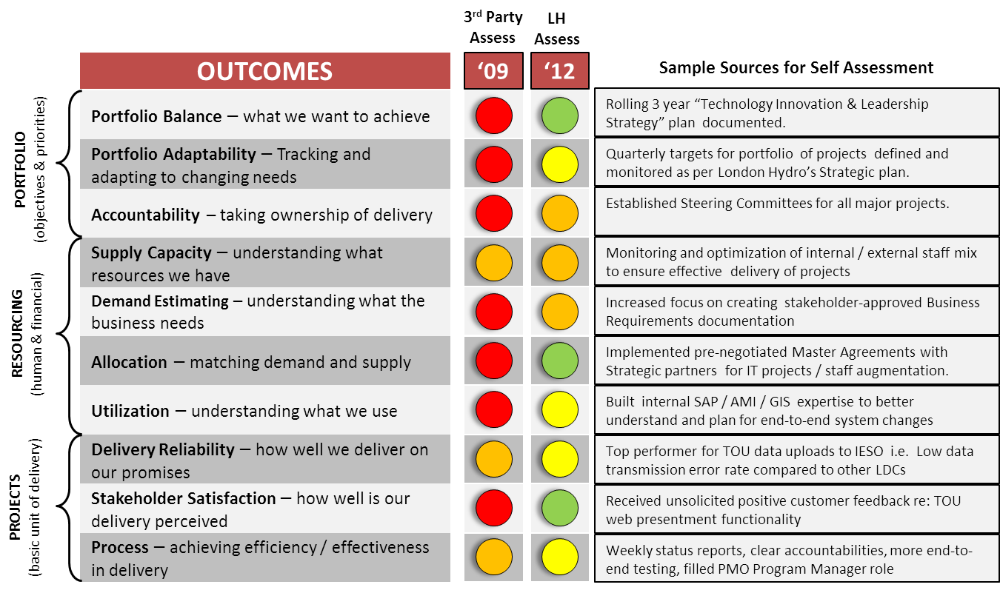 3rd Party
Assess
LH
Assess
OUTCOMES
‘09
‘12
Sample Sources for Self Assessment
PORTFOLIO
(objectives & priorities)
Portfolio Balance – what we want to achieve
Rolling 3 year “Technology Innovation & Leadership
Strategy” plan documented.
Portfolio Adaptability – Tracking and
adapting to changing needs
Quarterly targets for portfolio of projects defined and
monitored as per London Hydro’s Strategic plan.
Accountability – taking ownership of delivery
Established Steering Committees for all major projects.
RESOURCING
(human & financial)
Supply Capacity – understanding what
resources we have
Monitoring and optimization of internal / external staff mix
to ensure effective delivery of projects
Demand Estimating – understanding what the
business needs
Increased focus on creating stakeholder-approved Business
Requirements documentation
Allocation – matching demand and supply
Implemented pre-negotiated Master Agreements with
Strategic partners for IT projects / staff augmentation.
Utilization – understanding what we use
Built internal SAP / AMI / GIS expertise to better
understand and plan for end-to-end system changes
PROJECTS
(basic unit of delivery)
Delivery Reliability – how well we deliver on
our promises
Top performer for TOU data uploads to IESO i.e. Low data
transmission error rate compared to other LDCs
Stakeholder Satisfaction – how well is our
delivery perceived
Received unsolicited positive customer feedback re: TOU
web presentment functionality
Process – achieving efficiency / effectiveness
in delivery
Weekly status reports, clear accountabilities, more end-to-
end testing, filled PMO Program Manager role